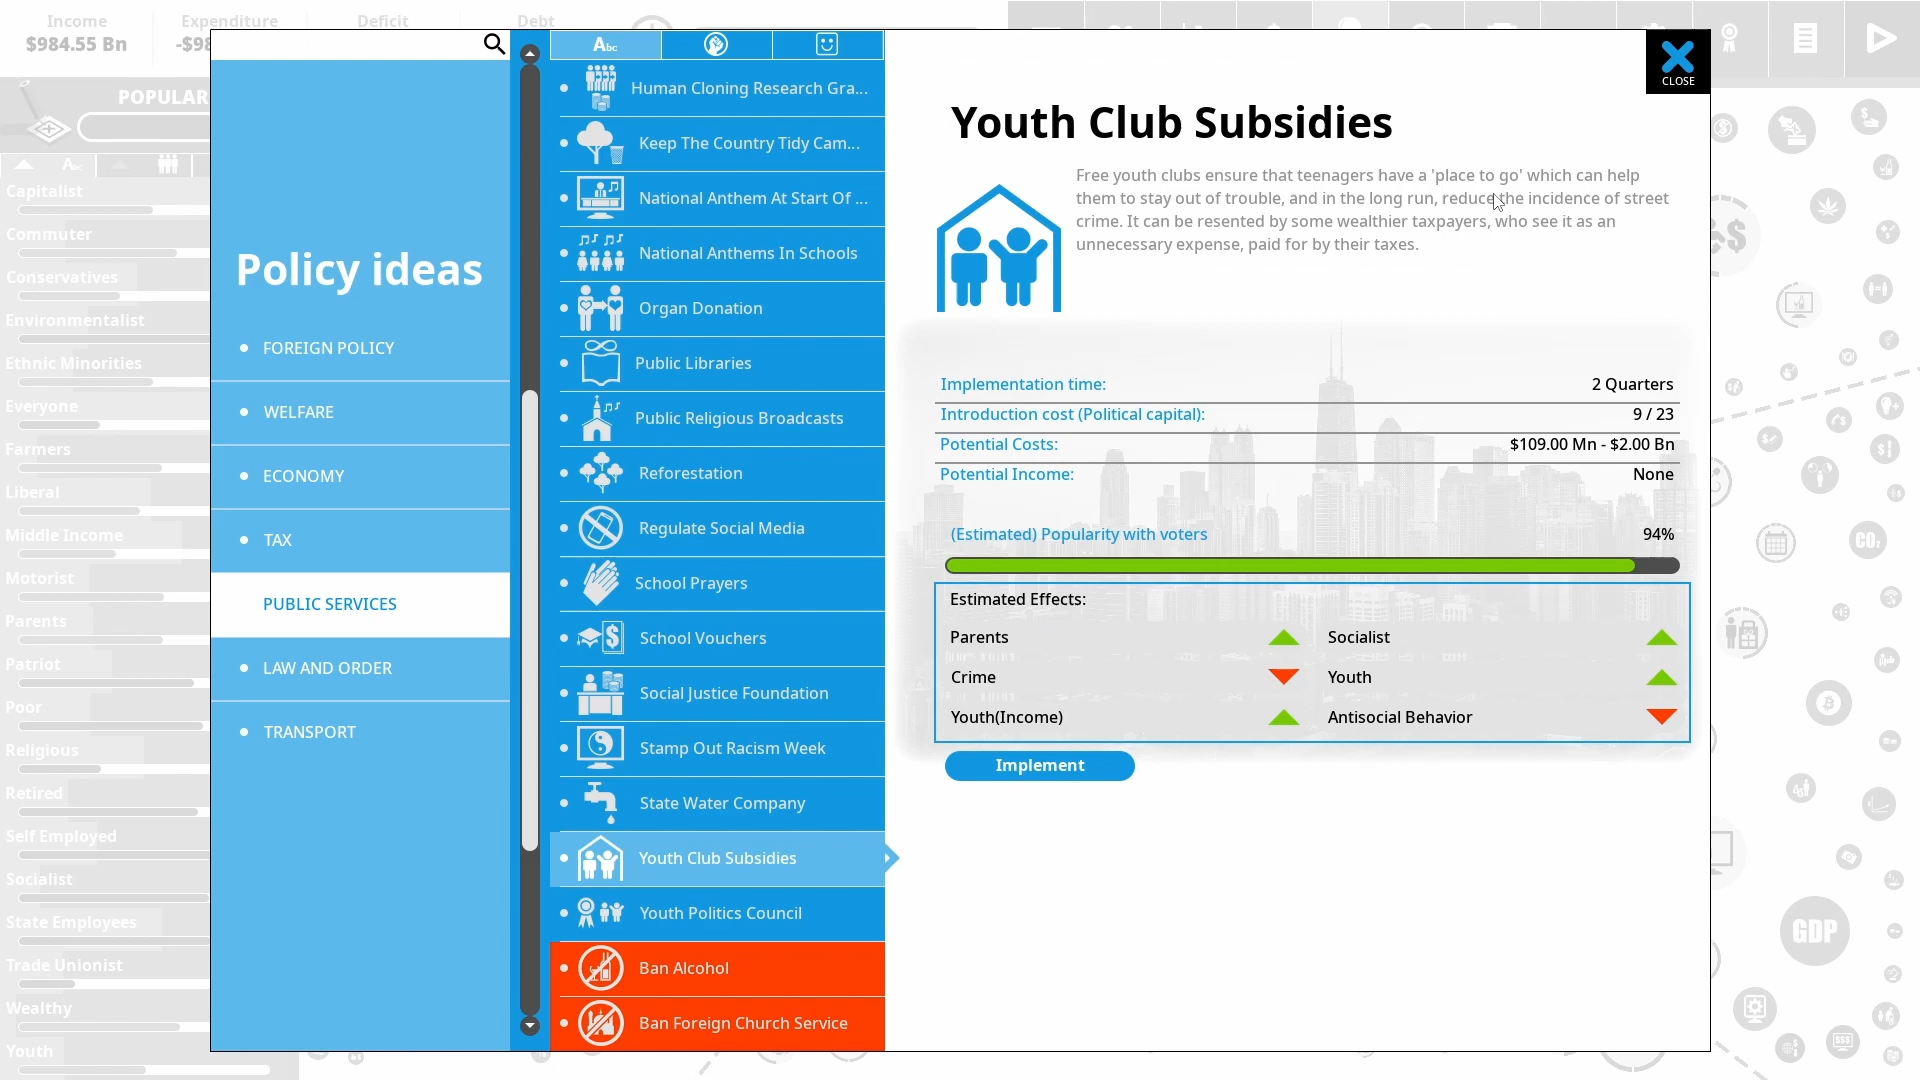 Income
Expenditure
Deficit
Debt
$984.55 Bn
-$98
POPULAR
Abc
Capitalist
Commuter
Conservatives
Environmentalist
Ethnic Minorities
Everyone
Farmers
Liberal
Middle Income
Motorist
Parents
Patriot
Poor
Religious
Retired
Self Employed
Socialist
State Employees
Trade Unionist
Wealthy
Youth
Policy ideas
FOREIGN POLICY
WELFARE
ECONOMY
TAX
PUBLIC SERVICES
LAW AND ORDER
TRANSPORT
Abc
Human Cloning Research Gra...
Keep The Country Tidy Cam...
National Anthem At Start Of ...
National Anthems In Schools
Organ Donation
Public Libraries
Public Religious Broadcasts
Reforestation
Regulate Social Media
School Prayers
School Vouchers
Social Justice Foundation
Stamp Out Racism Week
State Water Company
Youth Club Subsidies
Youth Politics Council
Ban Alcohol
Ban Foreign Church Service
CLOSE
Youth Club Subsidies
Free youth clubs ensure that teenagers have a 'place to go' which can help
them to stay out of trouble, and in the long run, reduce the incidence of street
crime. It can be resented by some wealthier taxpayers, who see it as an
unnecessary expense, paid for by their taxes.
Implementation time: 2 Quarters
Introduction cost (Political capital): 9 / 23
Potential Costs: $109.00 Mn - $2.00 Bn
Potential Income: None
(Estimated) Popularity with voters 94%
Estimated Effects:
Parents Socialist
Crime Youth
Youth(Income) Antisocial Behavior
Implement
CO₂
GDP